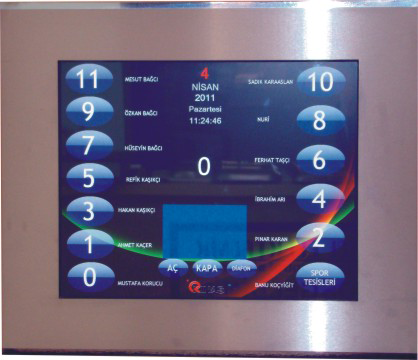 11 MESUT BAĞCI
9 ÖZKAN BAĞCI
7 HÜSEYİN BAĞCI
5 REFİK KAŞIKÇI
3 HAKAN KAŞIKÇI
1 AHMET KAÇER
0 MUSTAFA KORUCU
4
NİSAN
2011
Pazartesi
11:24:46
0
AÇ KAPA DİAFON
SADIK KARAASLAN 10
NURİ 8
FERHAT TAŞÇI 6
İBRAHİM ARI 4
PINAR KARAN 2
BANU KOÇYİĞİT SPOR
TESİSLERİ